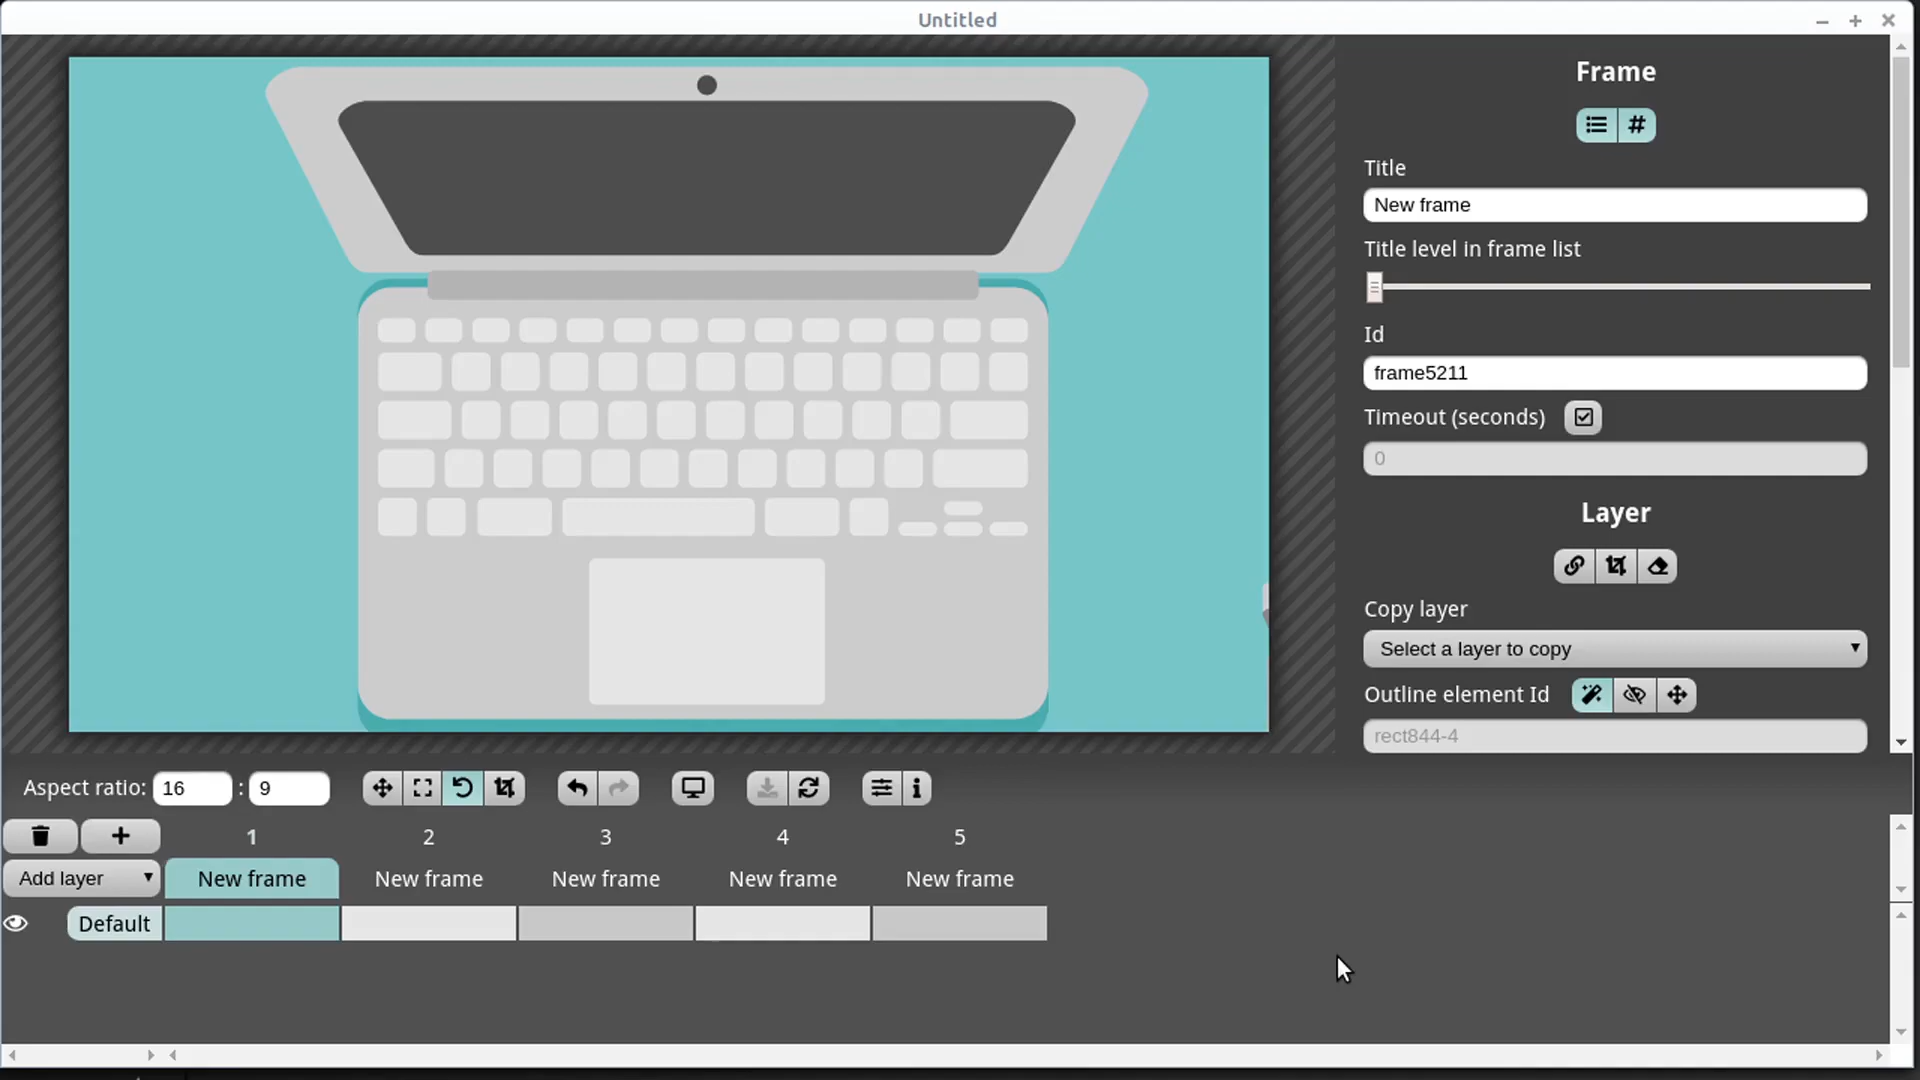 Untitled
Frame
Title
New frame
Title level in frame list
Id
frame5211
Timeout (seconds)
0
Layer
Copy layer
Select a layer to copy
Outline element Id
rect844-4
Aspect ratio: 16 : 9
1 2 3 4 5
Add layer New frame New frame New frame New frame New frame
Default